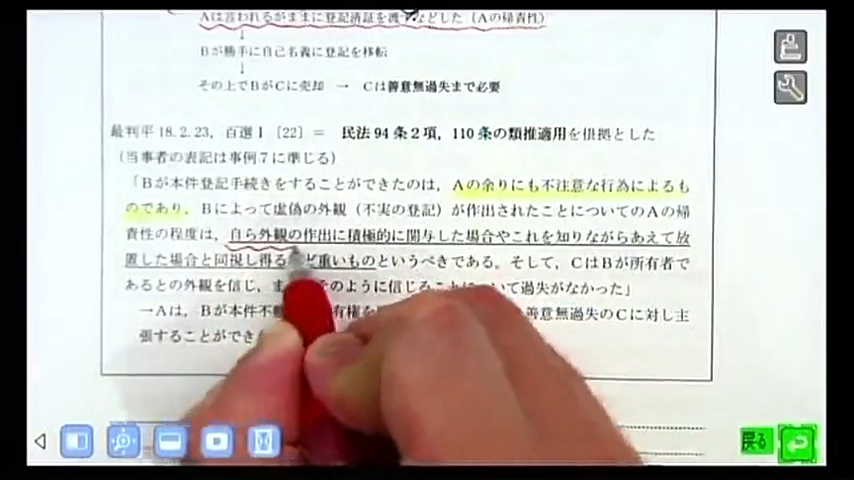 Aは言われるがままに登記済証を渡すなどした（Aの帰責性）
↓
Bが勝手に自己名義に登記を移転
↓
その上でBがCに売却 → Cは善意無過失まで必要
最判平18.2.23，百選Ⅰ［22］＝ 民法94条2項，110条の類推適用を根拠とした
（当事者の表記は事例7に準じる）
「Bが本件登記手続きをすることができたのは，Aの余りにも不注意な行為によるも
のであり，Bによって虚偽の外観（不実の登記）が作出されたことについてのAの帰
責性の程度は，自ら外観の作出に積極的に関与した場合やこれを知りながらあえて放
置した場合と同視し得る ど重いものというべきである。そして，CはBが所有者で
あるとの外観を信じ，ま そのように信じることについて過失がなかった」
→Aは，Bが本件不動 有権を 善意無過失のCに対し主
張することができ
戻る